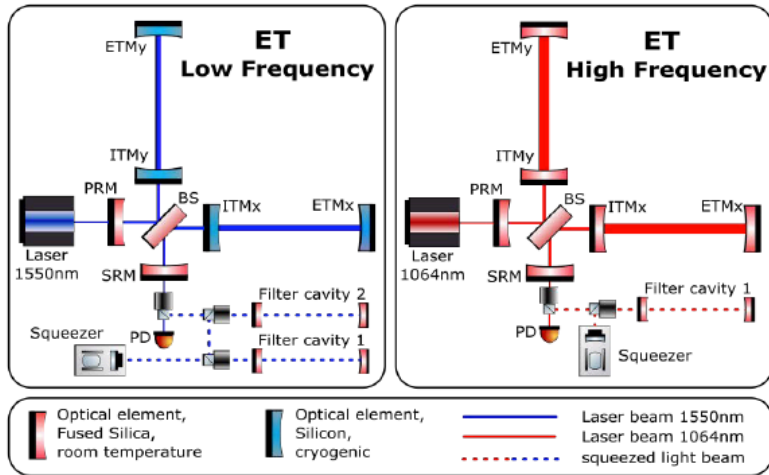 ET
Low Frequency
ETMy
ITMy
PRM
BS
ITMx
ETMx
Laser
1550nm
SRM
Filter cavity 2
PD
Squeezer
Filter cavity 1
ET
High Frequency
ETMy
ITMy
PRM
BS
ITMx
ETMx
Laser
1064nm
SRM
Filter cavity 1
PD
Squeezer
Optical element,
Fused Silica,
room temperature
Optical element,
Silicon,
cryogenic
Laser beam 1550nm
Laser beam 1064nm
squeezed light beam